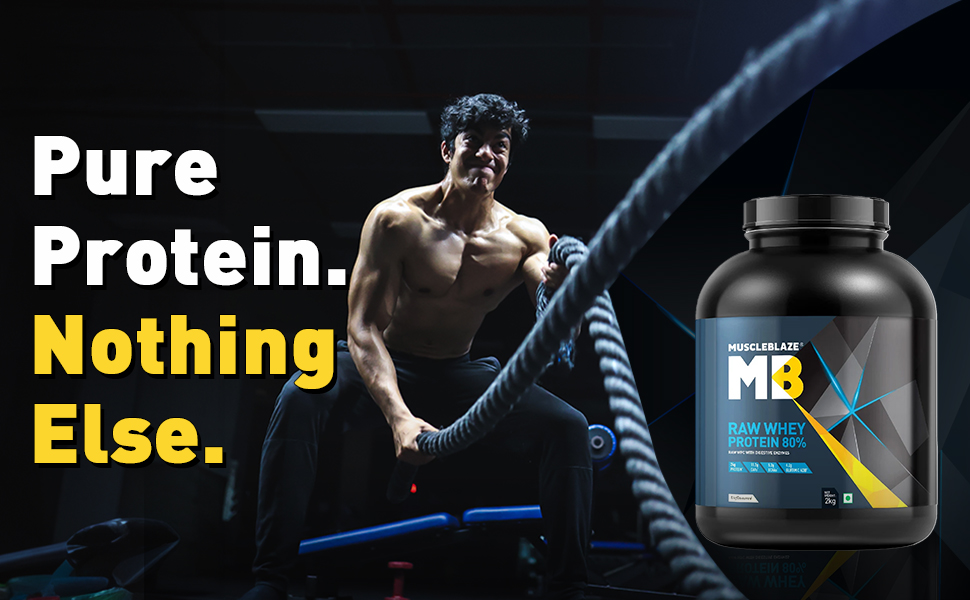 Pure
Protein.
Nothing
Else.
MUSCLEBLAZE®
MB
RAW WHEY
PROTEIN 80%
RAW WPC WITH DIGESTIVE ENZYMES
2kg